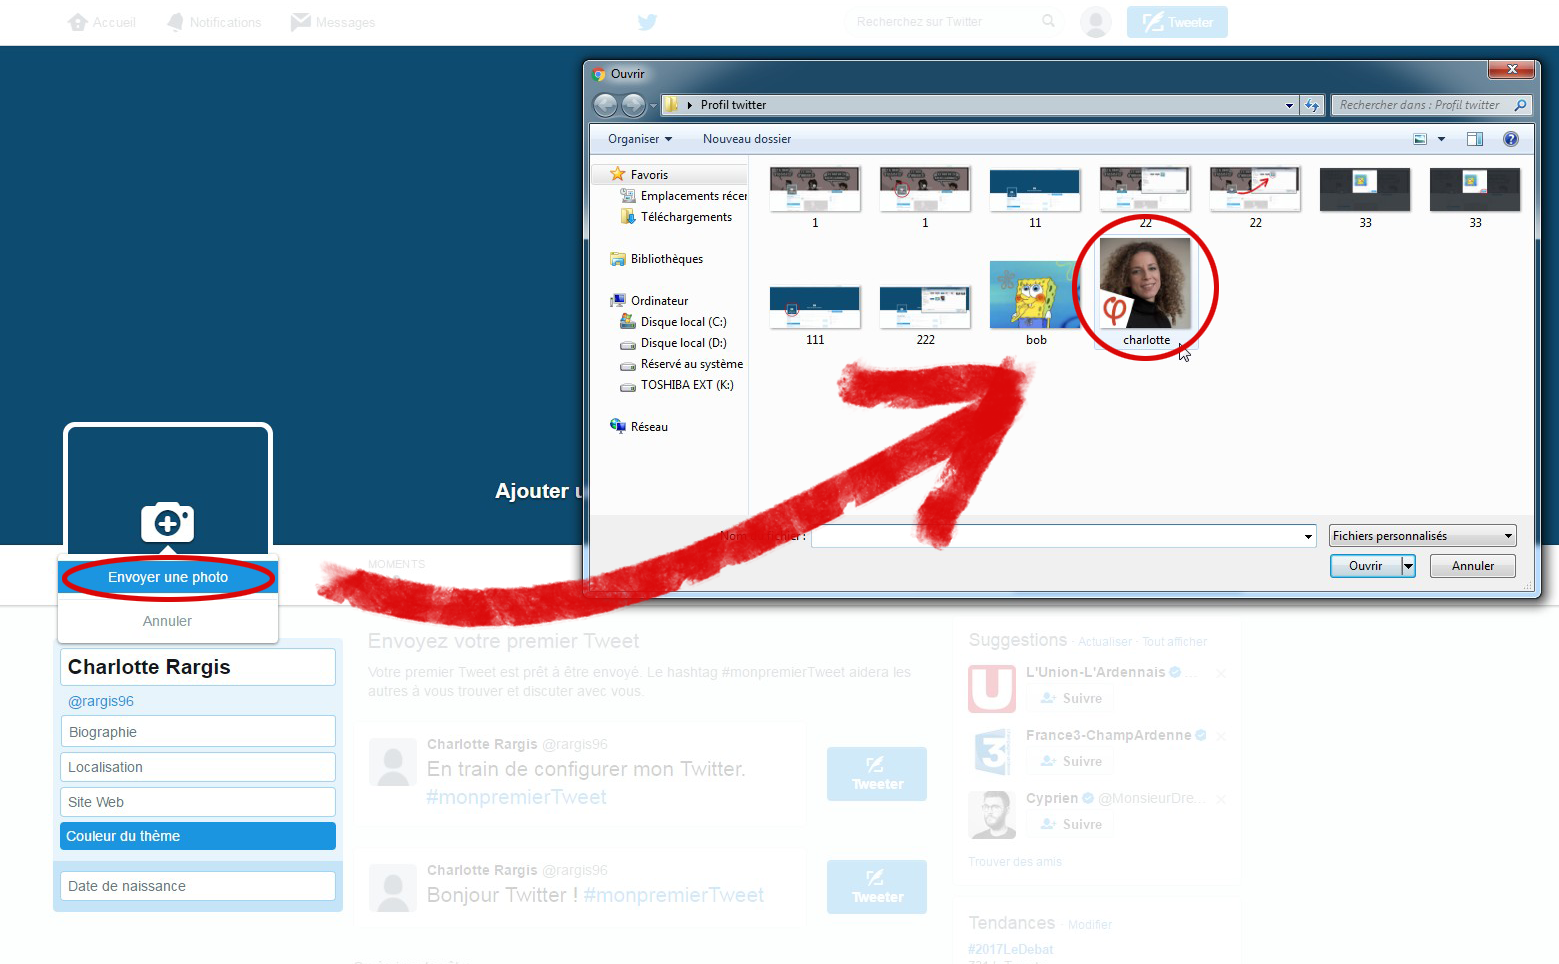 Accueil
Notifications
Messages
Recherchez sur Twitter
Tweeter
Ouvrir
Profil twitter
Rechercher dans : Profil twitter
Organiser
Nouveau dossier
Favoris
Emplacements récer
Téléchargements
Bibliothèques
Ordinateur
Disque local (C:)
Disque local (D:)
Réservé au système
TOSHIBA EXT (K:)
Réseau
1
1
11
22
22
33
33
111
222
bob
charlotte
Nom du fichier :
Fichiers personnalisés
Ouvrir
Annuler
Ajouter u
Envoyer une photo
Annuler
MOMENTS
Charlotte Rargis
@rargis96
Biographie
Localisation
Site Web
Couleur du thème
Date de naissance
Envoyez votre premier Tweet
Votre premier Tweet est prêt à être envoyé. Le hashtag #monpremierTweet aidera les
autres à vous trouver et discuter avec vous.
Charlotte Rargis @rargis96
En train de configurer mon Twitter.
#monpremierTweet
Tweeter
Charlotte Rargis @rargis96
Bonjour Twitter ! #monpremierTweet
Tweeter
Suggestions · Actualiser · Tout afficher
L'Union-L'Ardennais ...
Suivre
France3-ChampArdenne
Suivre
Cyprien @MonsieurDre...
Suivre
Trouver des amis
Tendances · Modifier
#2017LeDebat